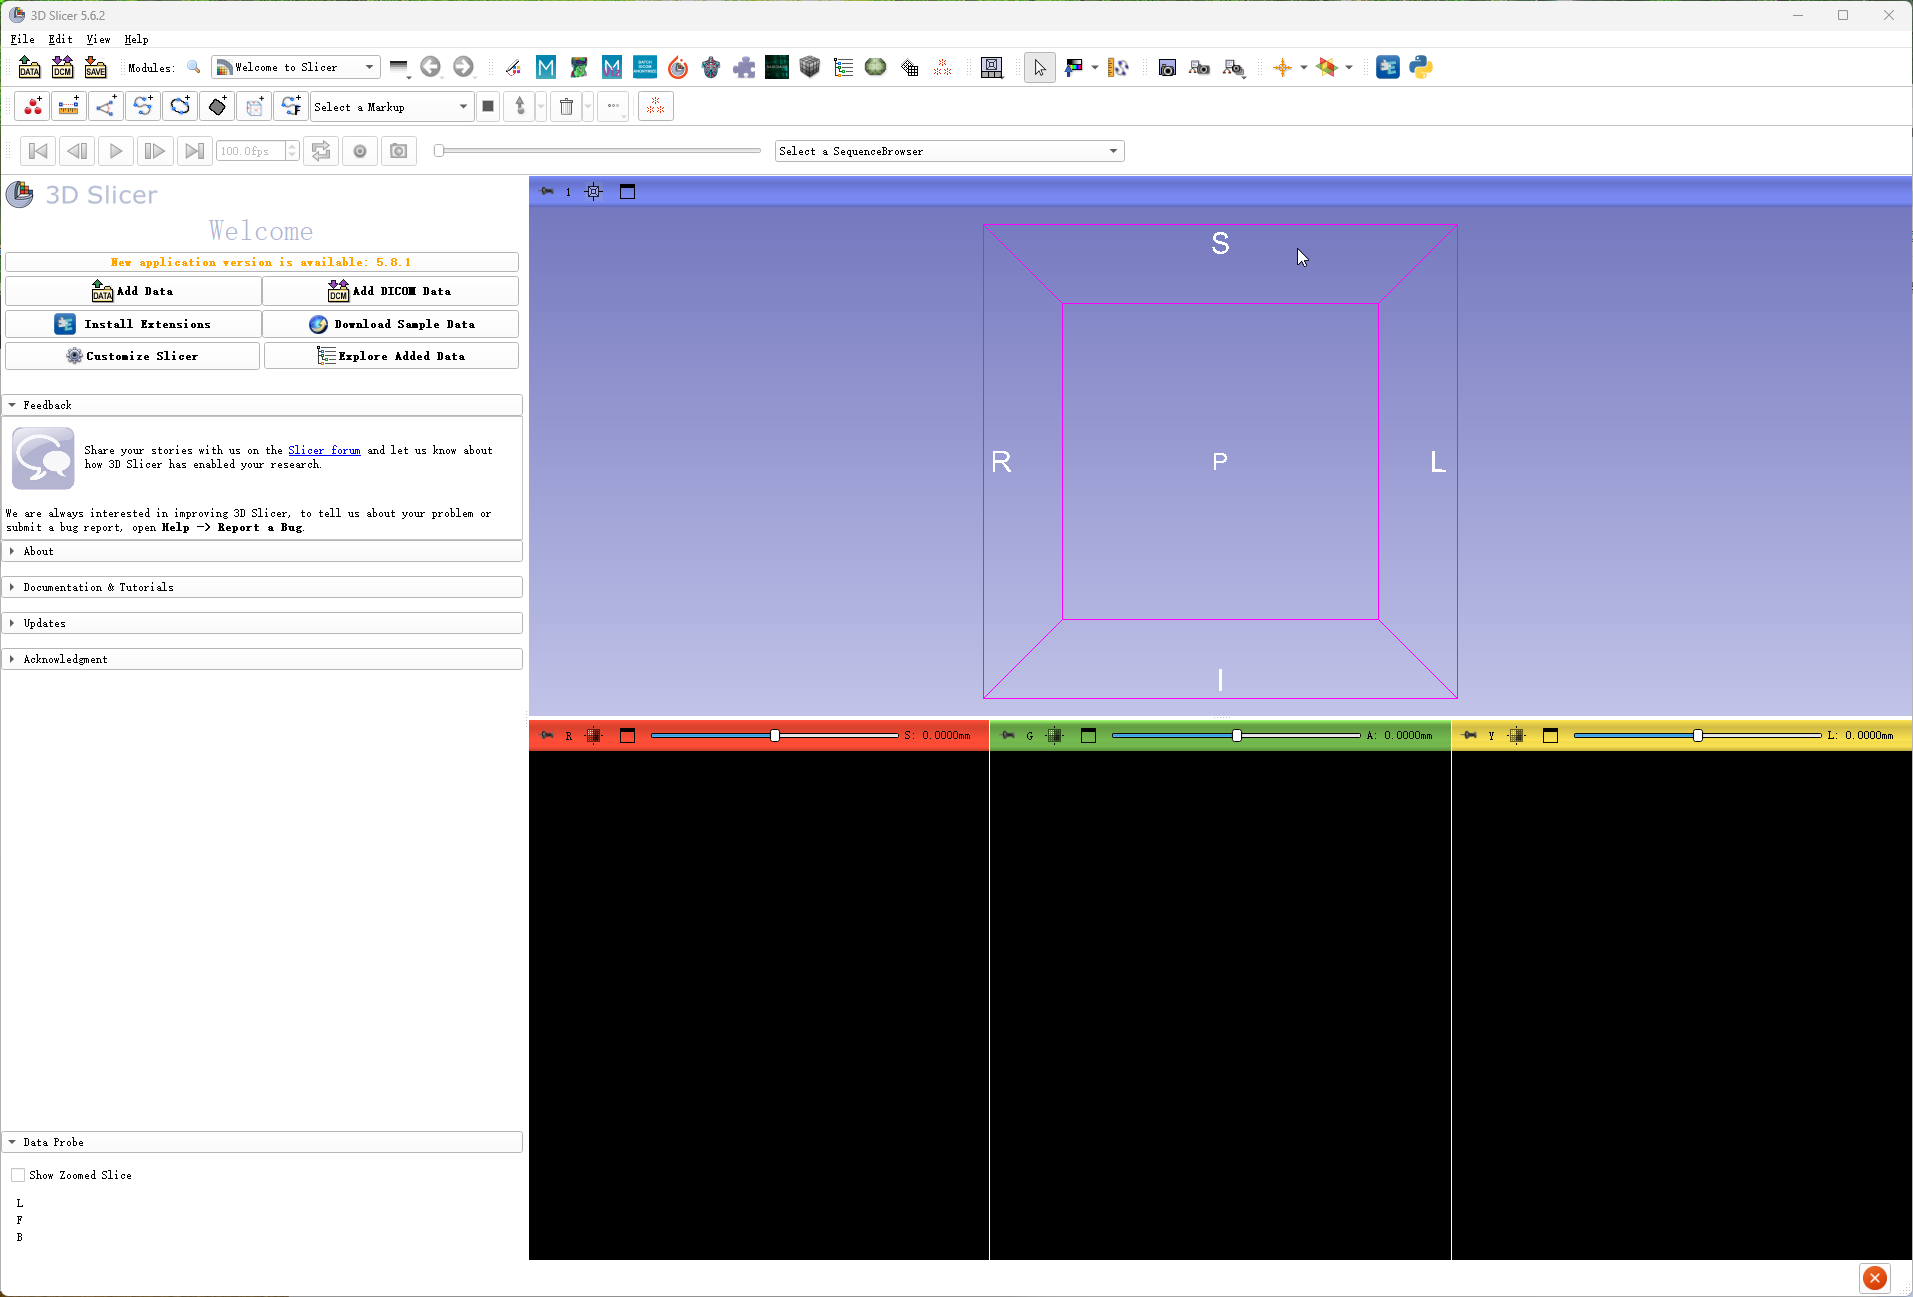 3D Slicer 5.6.2
File Edit View Help
DATA DCM SAVE Modules: Welcome to Slicer
Select a Markup
100.0fps Select a SequenceBrowser
3D Slicer
Welcome
New application version is available: 5.8.1
DATA Add Data DCM Add DICOM Data
Install Extensions Download Sample Data
Customize Slicer Explore Added Data
Feedback
Share your stories with us on the Slicer forum and let us know about
how 3D Slicer has enabled your research.
We are always interested in improving 3D Slicer, to tell us about your problem or
submit a bug report, open Help -> Report a Bug.
About
Documentation & Tutorials
Updates
Acknowledgment
Data Probe
Show Zoomed Slice
L
F
B
1
S
R P L
I
R S: 0.0000mm
G A: 0.0000mm
Y L: 0.0000mm